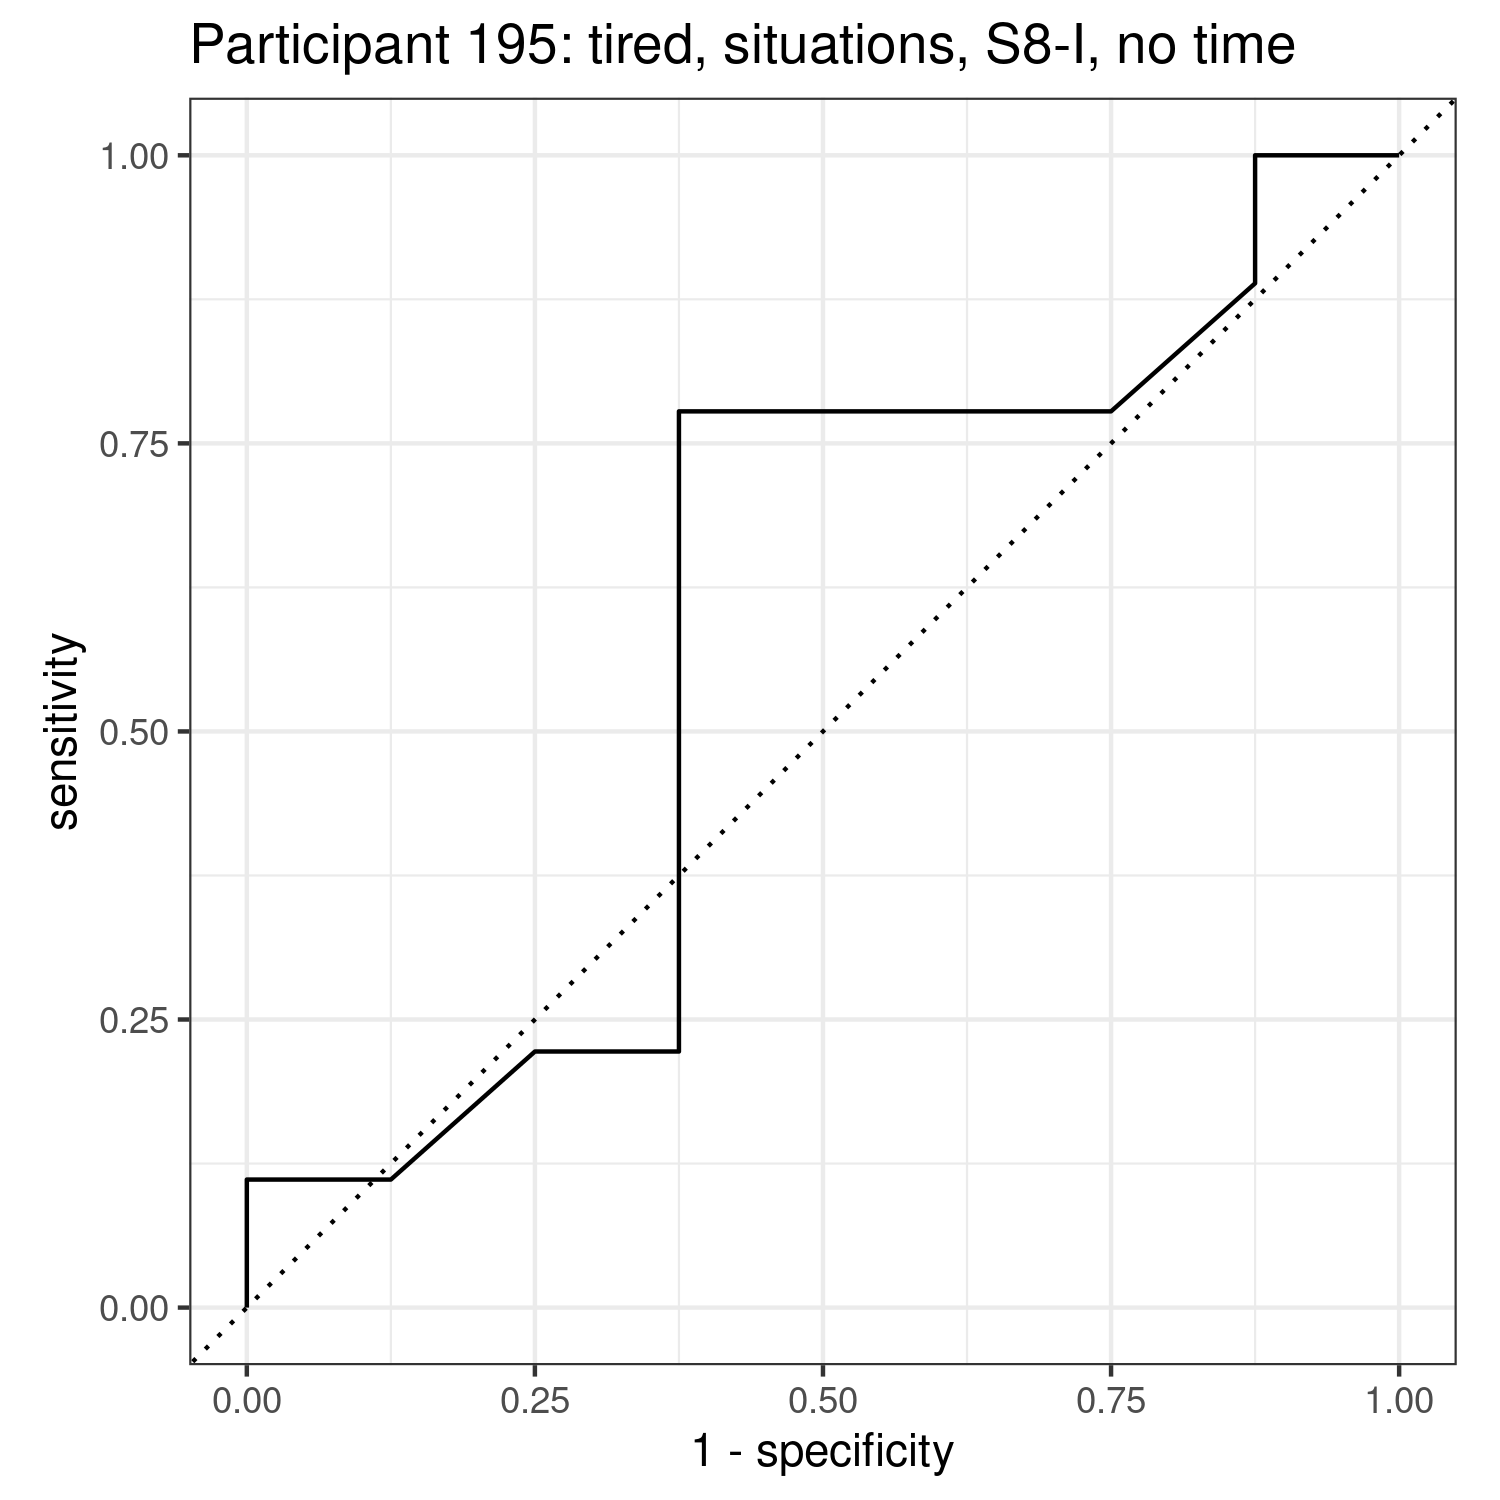 Participant 195: tired, situations, S8-I, no time
1.00
0.75
0.50
0.25
0.00
sensitivity
0.00 0.25 0.50 0.75 1.00
1 - specificity